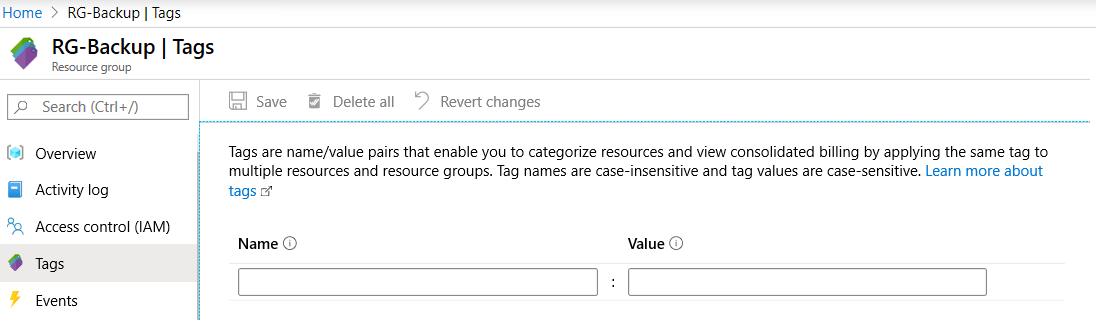 Home > RG-Backup | Tags
RG-Backup | Tags
Resource group
Search (Ctrl+/)
Save Delete all Revert changes
Overview
Activity log
Access control (IAM)
Tags
Events
Tags are name/value pairs that enable you to categorize resources and view consolidated billing by applying the same tag to
multiple resources and resource groups. Tag names are case-insensitive and tag values are case-sensitive. Learn more about
tags
Name Value
: